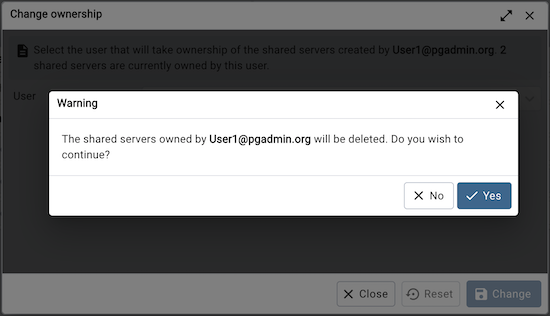 Change ownership
Select the user that will take ownership of the shared servers created by User1@pgadmin.org. 2
shared servers are currently owned by this user.
User
Warning
The shared servers owned by User1@pgadmin.org will be deleted. Do you wish to
continue?
No
Yes
Close
Reset
Change